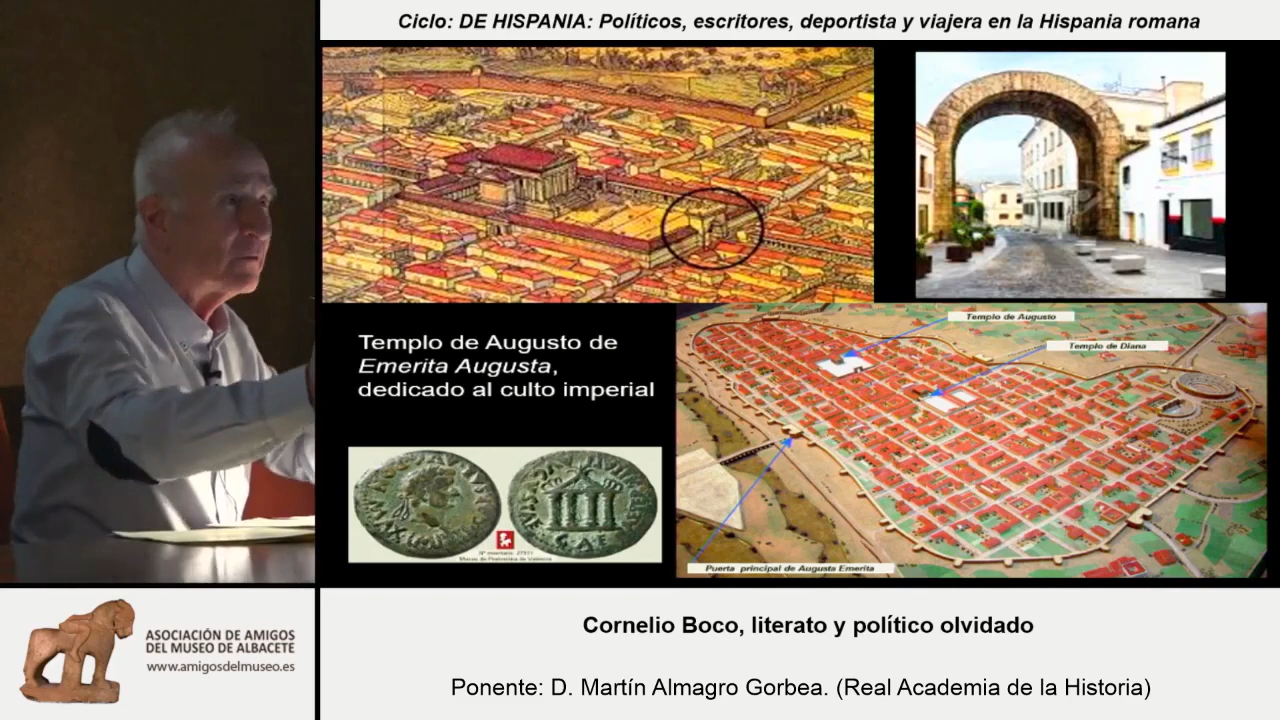 Ciclo: DE HISPANIA: Políticos, escritores, deportista y viajera en la Hispania romana
Templo de Augusto
Templo de Diana
Templo de Augusto de
Emerita Augusta,
dedicado al culto imperial
Puerta principal de Augusta Emerita
ASOCIACIÓN DE AMIGOS
DEL MUSEO DE ALBACETE
www.amigosdelmuseo.es
Cornelio Boco, literato y político olvidado
Ponente: D. Martín Almagro Gorbea. (Real Academia de la Historia)